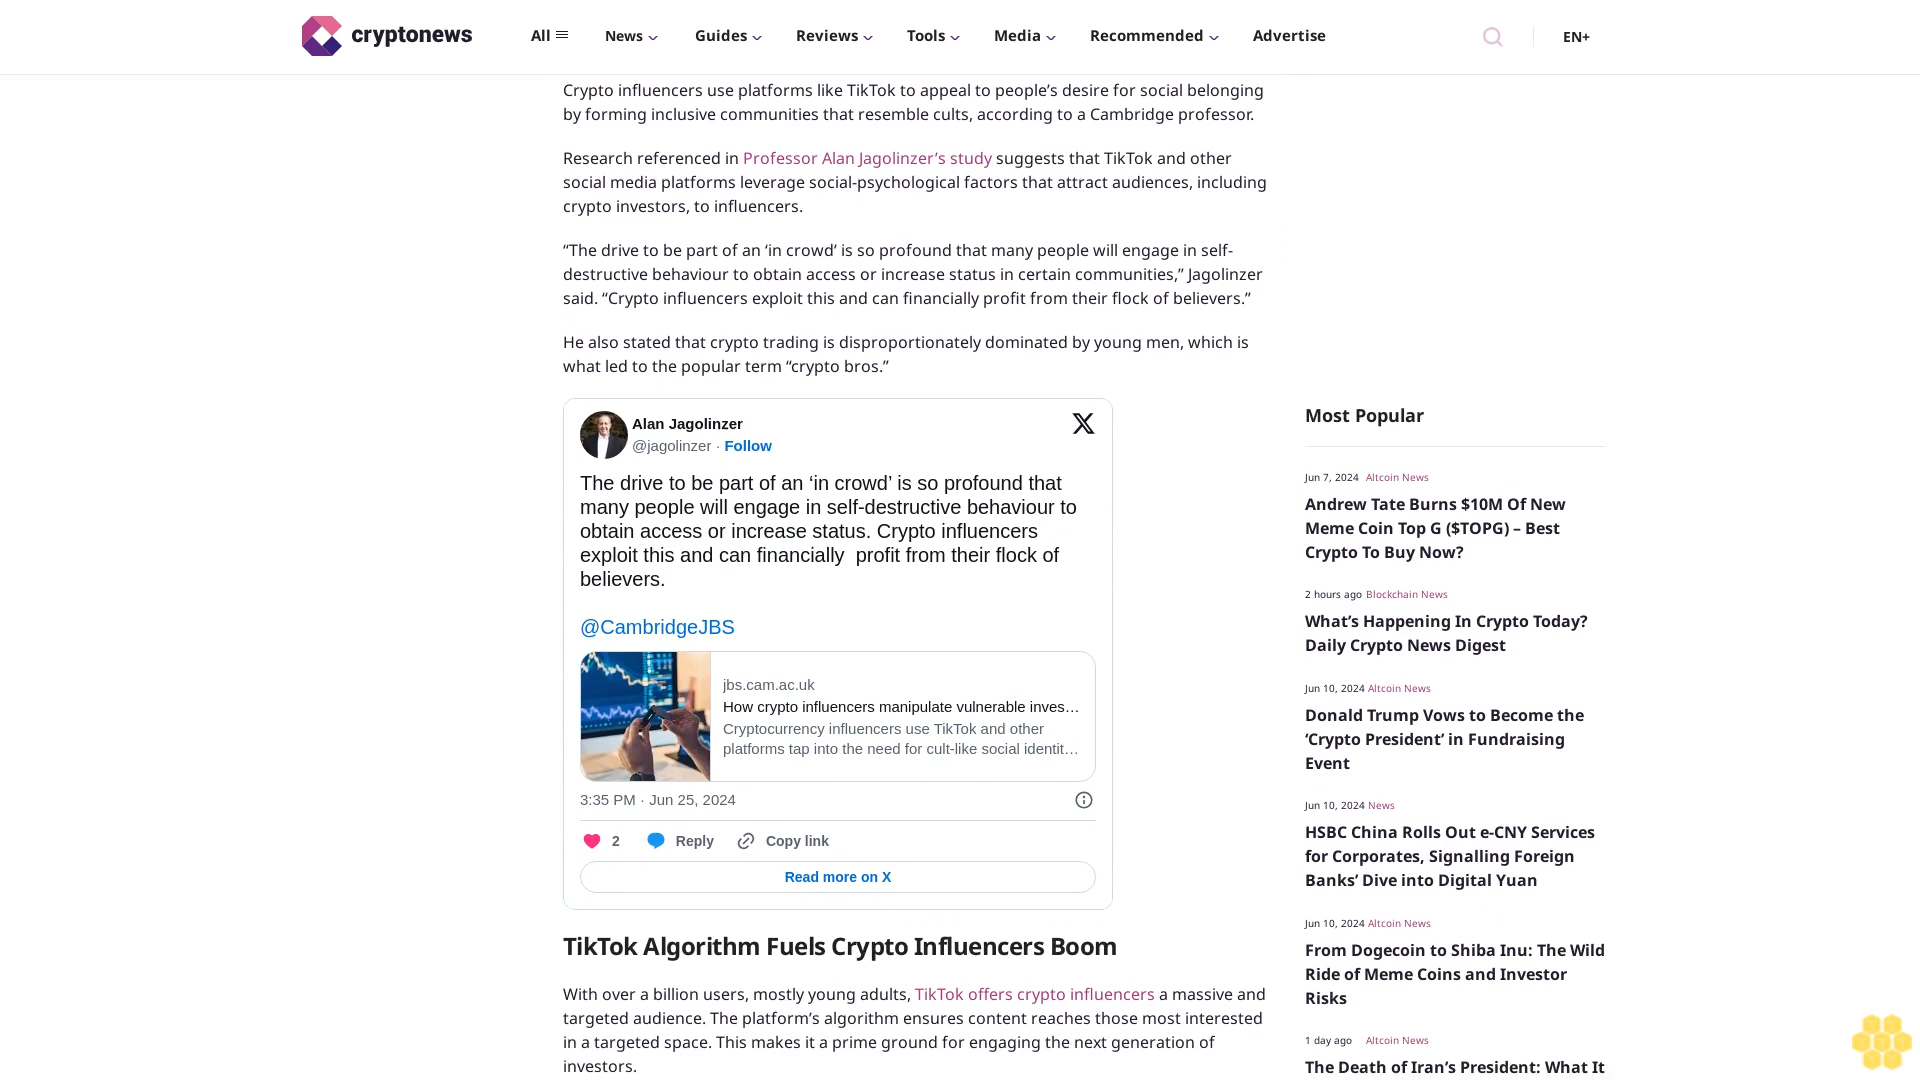 cryptonews
All
News
Guides
Reviews
Tools
Media
Recommended
Advertise
EN+
Crypto influencers use platforms like TikTok to appeal to people’s desire for social belonging
by forming inclusive communities that resemble cults, according to a Cambridge professor.
Research referenced in Professor Alan Jagolinzer’s study suggests that TikTok and other
social media platforms leverage social-psychological factors that attract audiences, including
crypto investors, to influencers.
“The drive to be part of an ‘in crowd’ is so profound that many people will engage in self-
destructive behaviour to obtain access or increase status in certain communities,” Jagolinzer
said. “Crypto influencers exploit this and can financially profit from their flock of believers.”
He also stated that crypto trading is disproportionately dominated by young men, which is
what led to the popular term “crypto bros.”
Alan Jagolinzer
@jagolinzer · Follow
The drive to be part of an ‘in crowd’ is so profound that
many people will engage in self-destructive behaviour to
obtain access or increase status. Crypto influencers
exploit this and can financially  profit from their flock of
believers.
@CambridgeJBS
jbs.cam.ac.uk
How crypto influencers manipulate vulnerable inves…
Cryptocurrency influencers use TikTok and other
platforms tap into the need for cult-like social identit…
3:35 PM · Jun 25, 2024
2
Reply
Copy link
Read more on X
TikTok Algorithm Fuels Crypto Influencers Boom
With over a billion users, mostly young adults, TikTok offers crypto influencers a massive and
targeted audience. The platform’s algorithm ensures content reaches those most interested
in a targeted space. This makes it a prime ground for engaging the next generation of
investors.
Most Popular
Jun 7, 2024 Altcoin News
Andrew Tate Burns $10M Of New
Meme Coin Top G ($TOPG) – Best
Crypto To Buy Now?
2 hours ago Blockchain News
What’s Happening In Crypto Today?
Daily Crypto News Digest
Jun 10, 2024 Altcoin News
Donald Trump Vows to Become the
‘Crypto President’ in Fundraising
Event
Jun 10, 2024 News
HSBC China Rolls Out e-CNY Services
for Corporates, Signalling Foreign
Banks’ Dive into Digital Yuan
Jun 10, 2024 Altcoin News
From Dogecoin to Shiba Inu: The Wild
Ride of Meme Coins and Investor
Risks
1 day ago Altcoin News
The Death of Iran’s President: What It